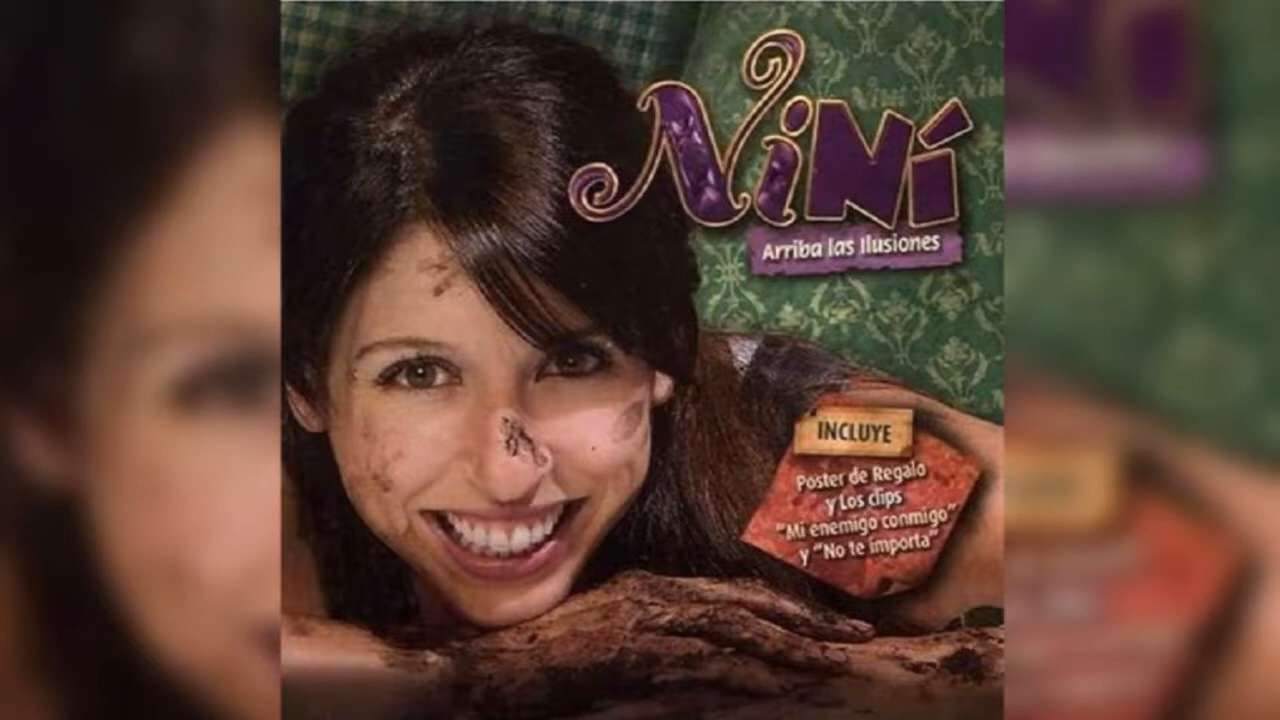 NiNí
Arriba las Ilusiones
INCLUYE
Poster de Regalo
y Los clips
"Mi enemigo conmigo"
y "No te importa"